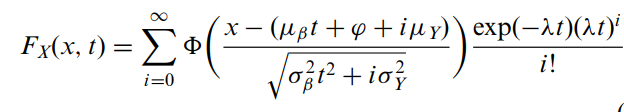 F_X(x, t) = \sum_{i=0}^{\infty} \Phi\left( \frac{x - (\mu_\beta t + \varphi + i\mu_Y)}{\sqrt{\sigma_\beta^2 t^2 + i\sigma_Y^2}} \right) \frac{\exp(-\lambda t)(\lambda t)^i}{i!}